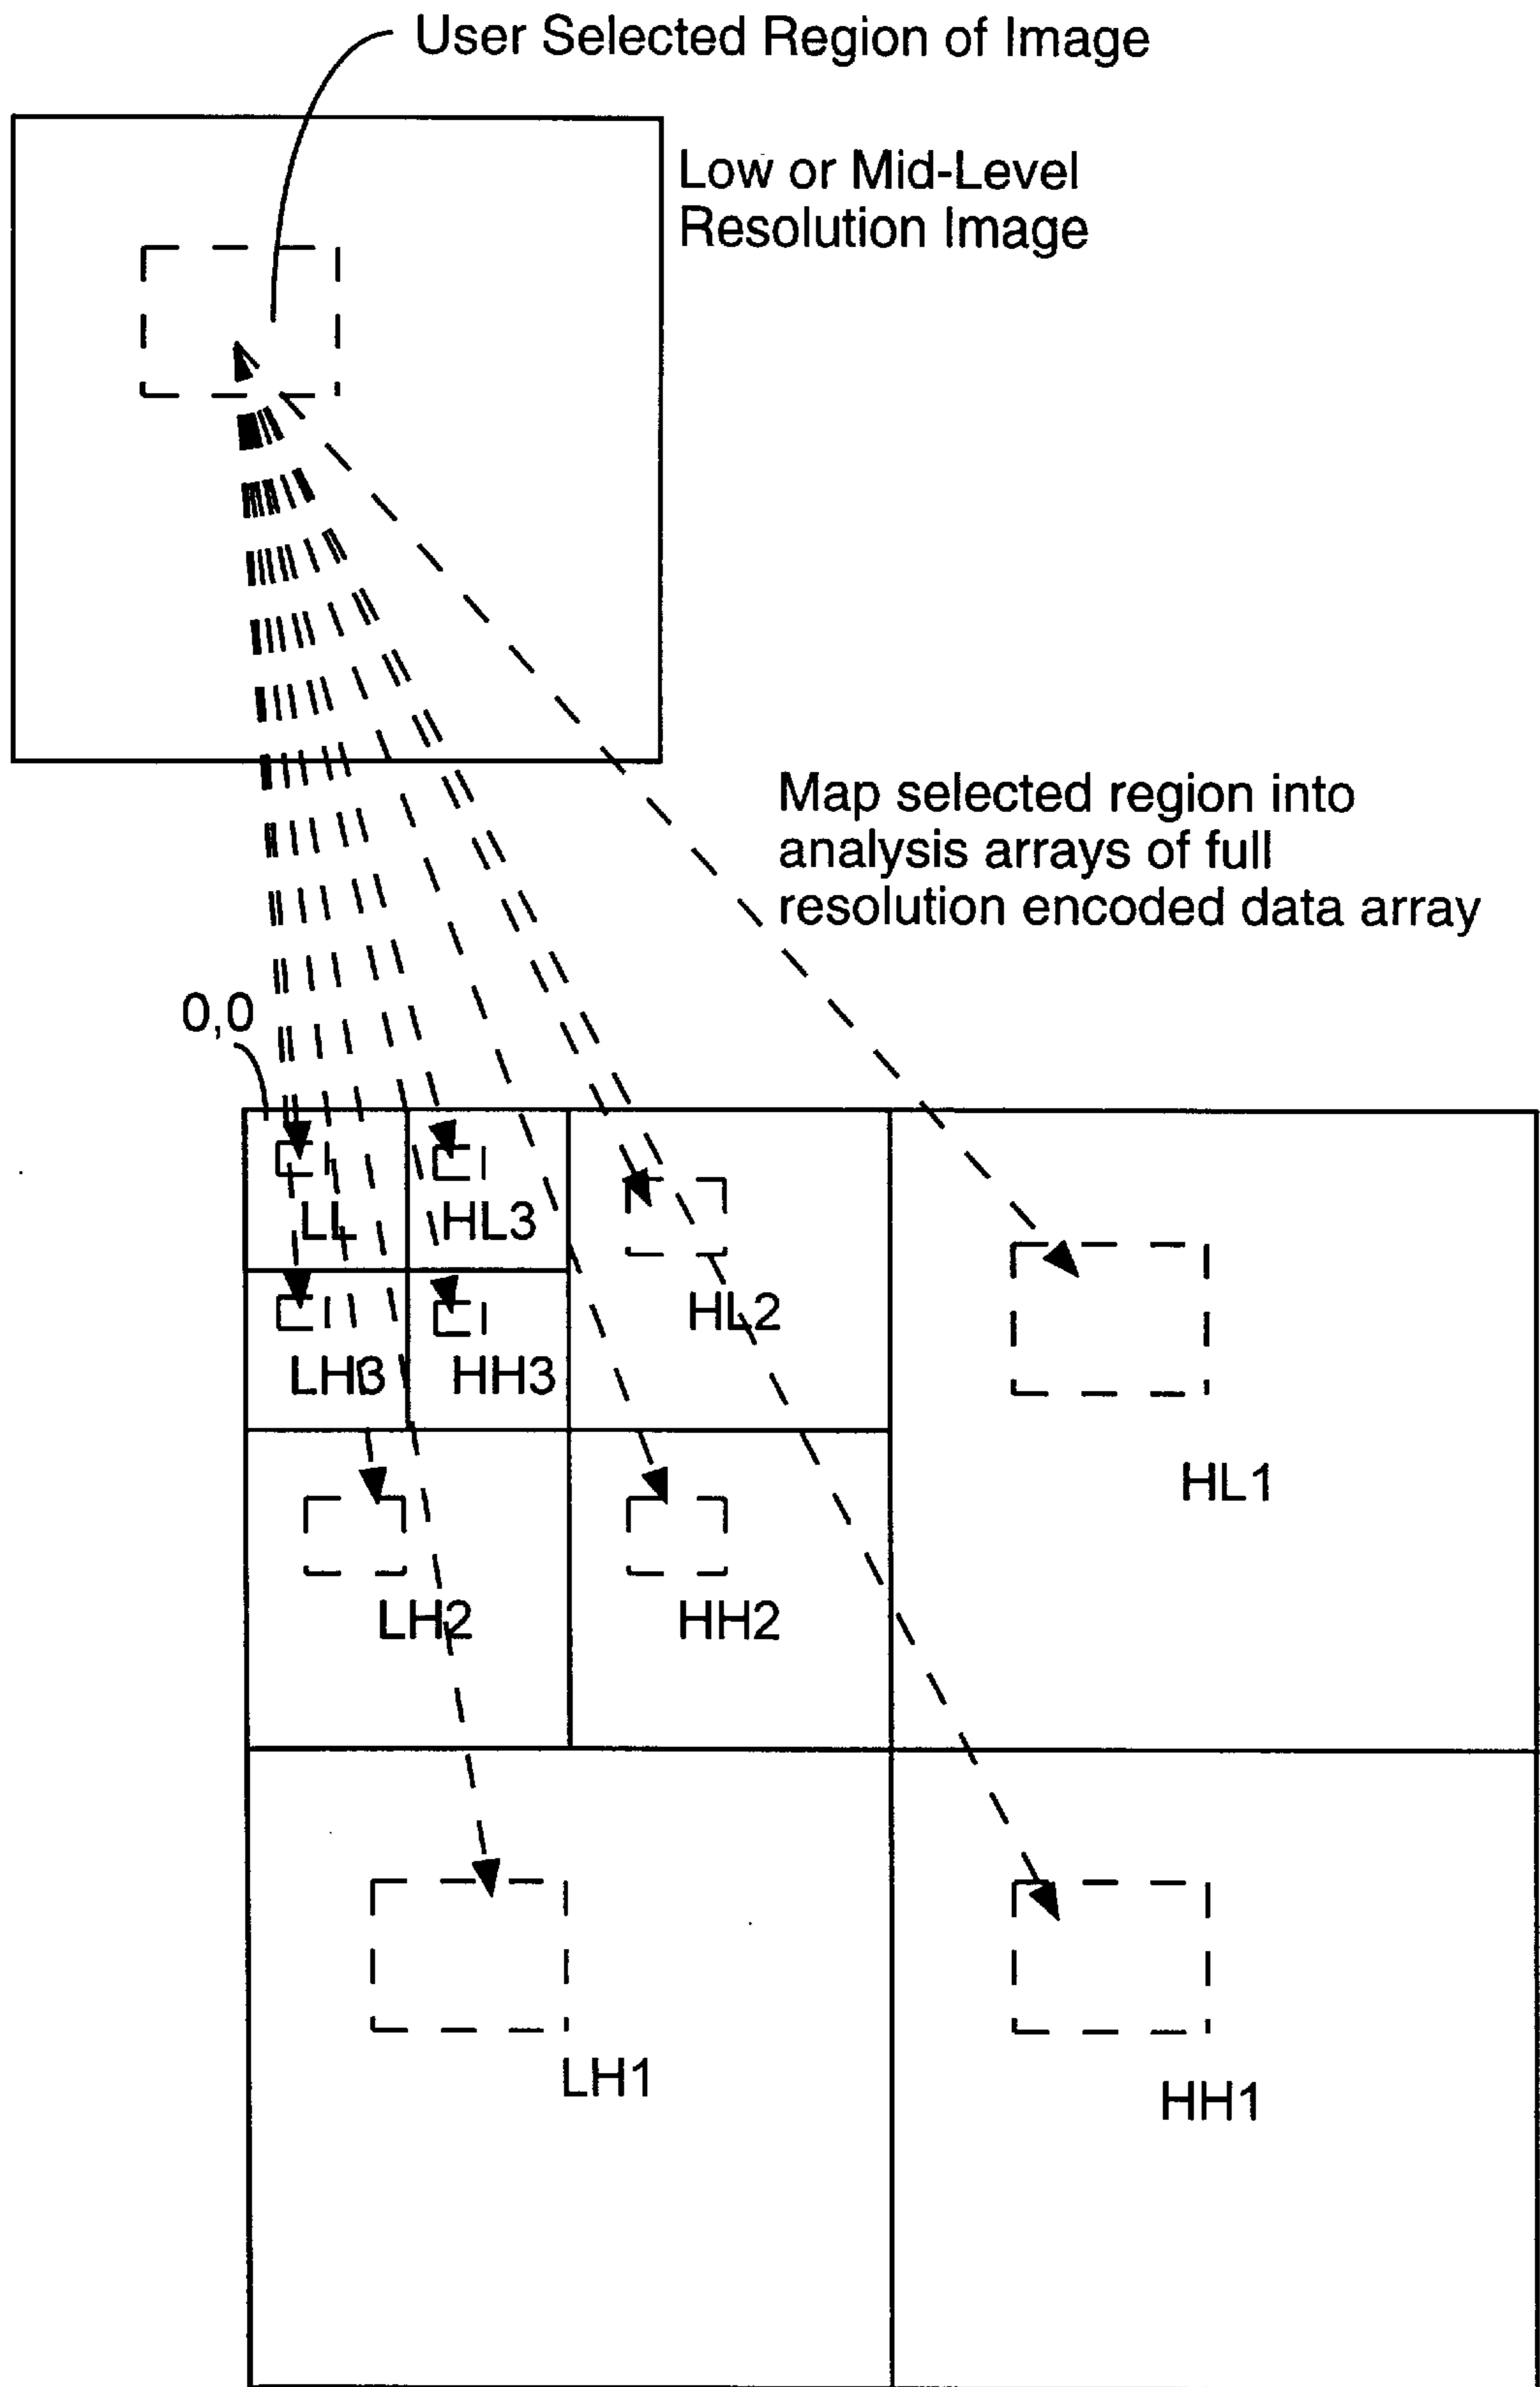 User Selected Region of Image
Low or Mid-Level
Resolution Image
Map selected region into
analysis arrays of full
resolution encoded data array
0,0
LL
HL3
HL2
LH3
HH3
HL1
LH2
HH2
LH1
HH1